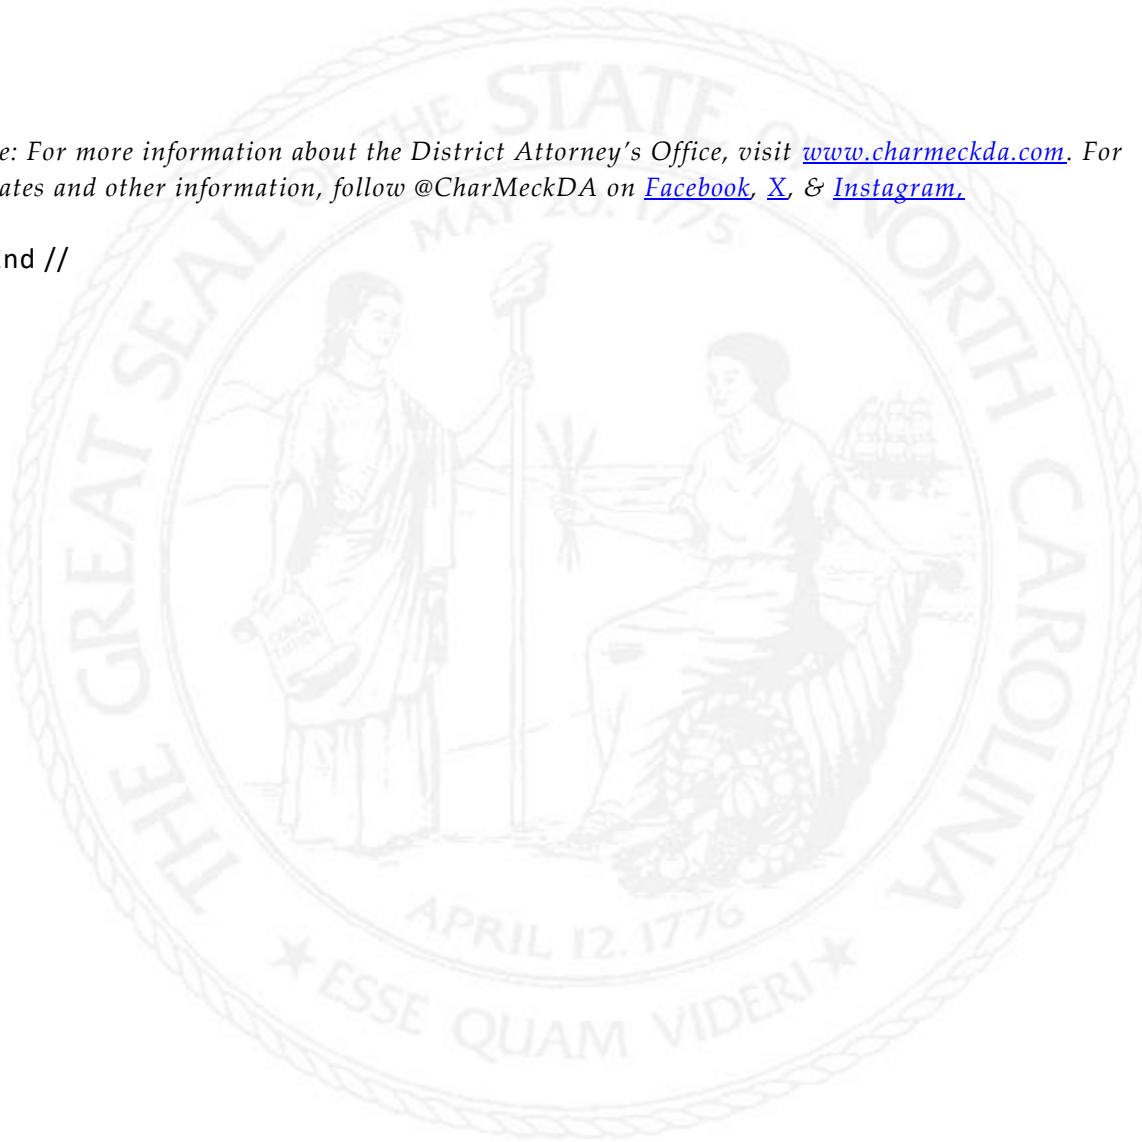 e: For more information about the District Attorney's Office, visit www.charmeckda.com. For
ates and other information, follow @CharMeckDA on Facebook, X, & Instagram,
nd //
THE GREAT SEAL OF THE STATE OF NORTH CAROLINA
MAY 20. 1775
CONSTI
TUTION
APRIL 12. 1776
★ ESSE QUAM VIDERI ★